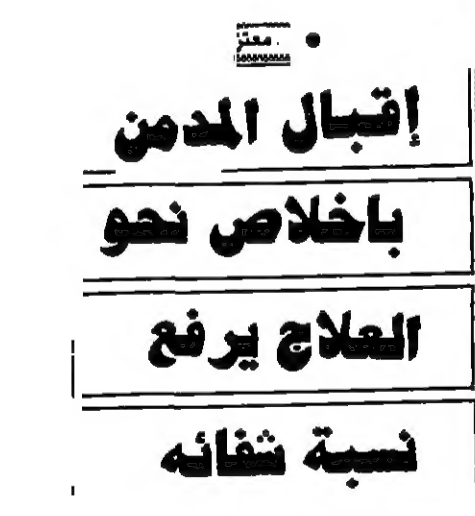 ● . معتز
إقبال المدمن
باخلاص نحو
العلاج يرفع
نسبة شفائه